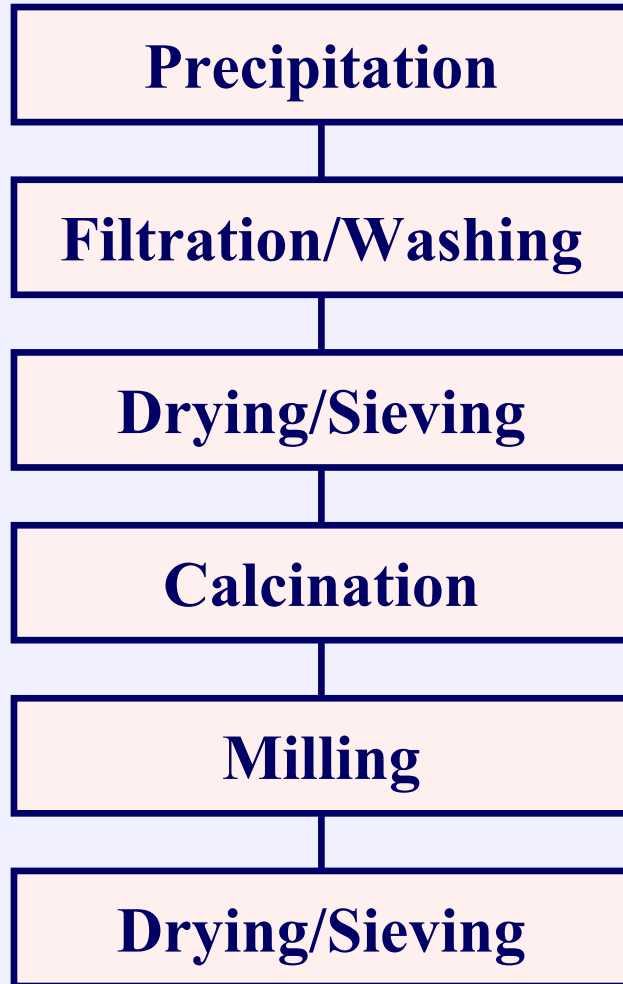 Precipitation
Filtration/Washing
Drying/Sieving
Calcination
Milling
Drying/Sieving